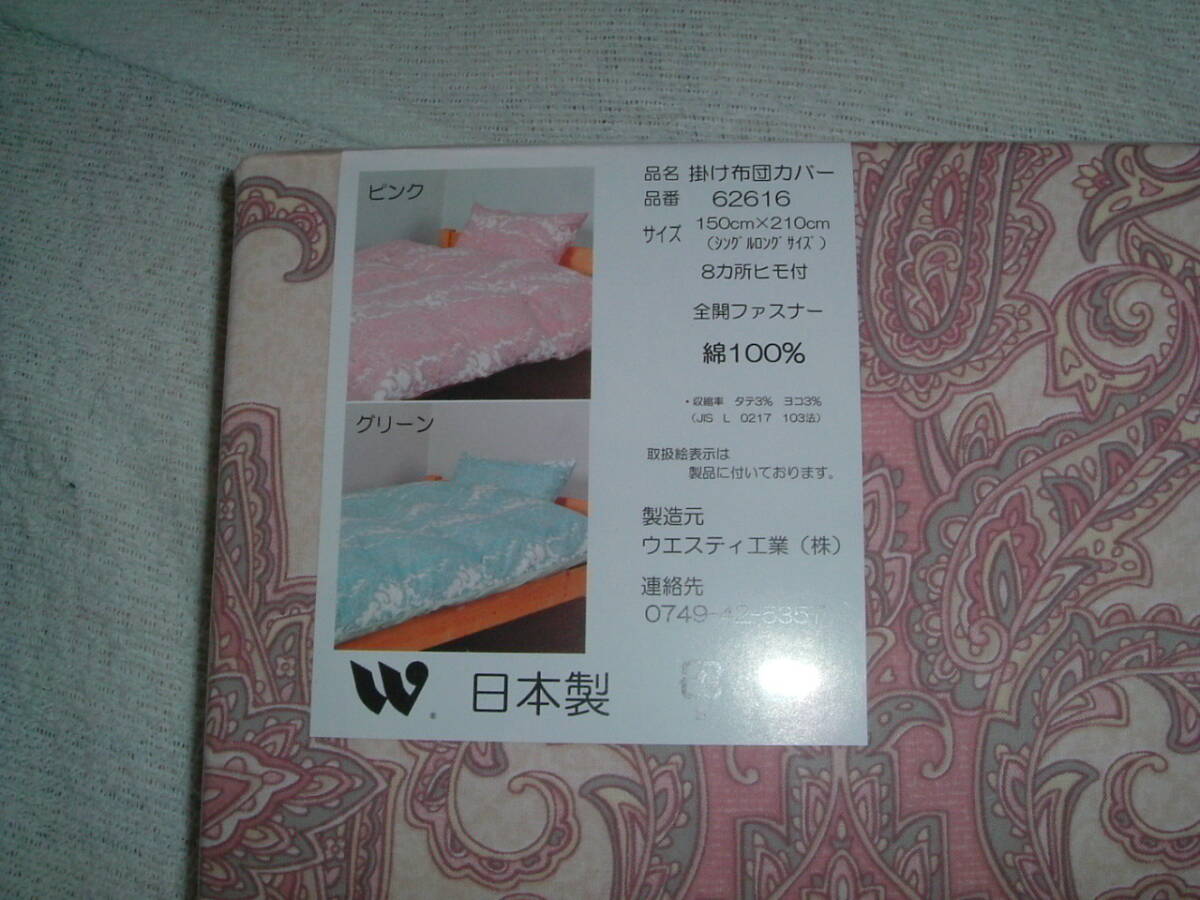 ピンク
グリーン
品名 掛け布団カバー
品番 62616
サイズ 150cm×210cm
(シングルロングサイズ)
8カ所ヒモ付
全開ファスナー
綿100%
・収縮率 タテ3% ヨコ3%
(JIS L 0217 103法)
取扱絵表示は
製品に付いております。
製造元
ウエスティ工業(株)
連絡先
0749-42-6357
W
日本製